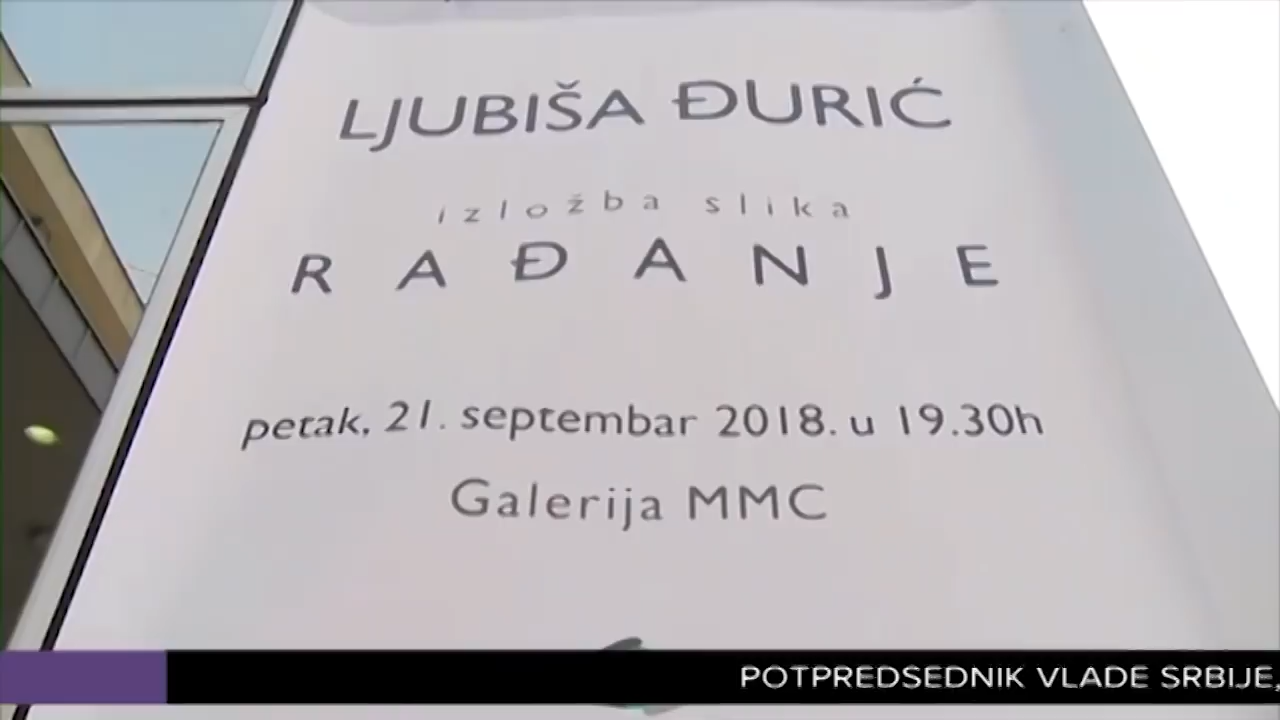 LJUBIŠA ĐURIĆ
izložba slika
RAĐANJE
petak, 21. septembar 2018. u 19.30h
Galerija MMC
POTPREDSEDNIK VLADE SRBIJE,